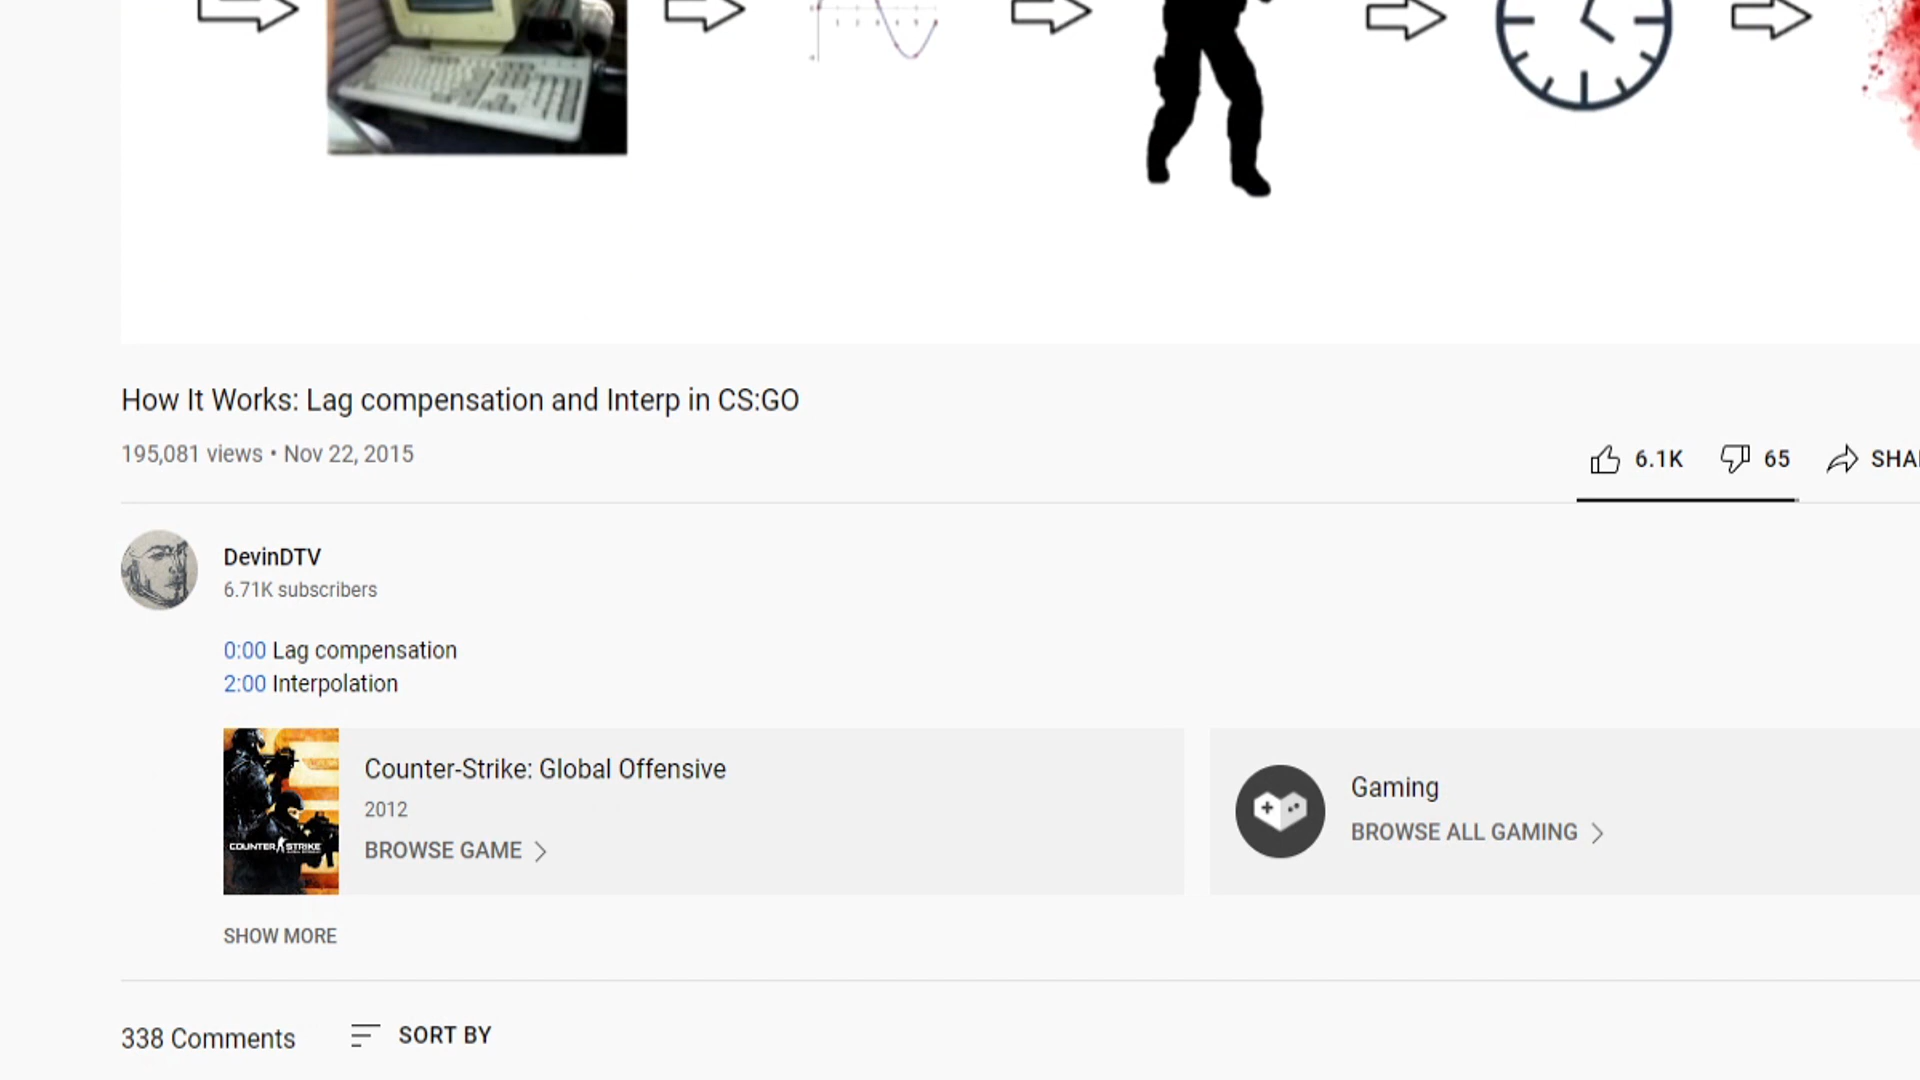 How It Works: Lag compensation and Interp in CS:GO
195,081 views • Nov 22, 2015
6.1K
65
SHA
DevinDTV
6.71K subscribers
0:00 Lag compensation
2:00 Interpolation
COUNTER STRIKE
Counter-Strike: Global Offensive
2012
BROWSE GAME
Gaming
BROWSE ALL GAMING
SHOW MORE
338 Comments
SORT BY